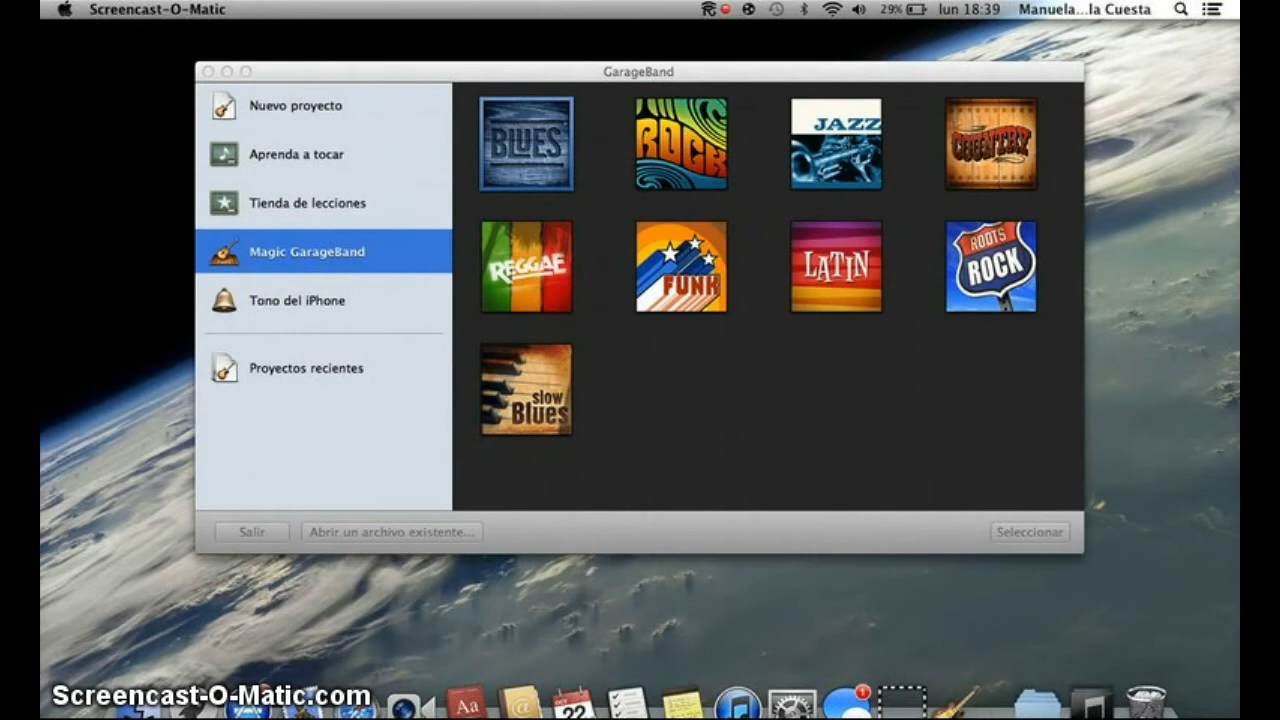 Screencast-O-Matic
29%
lun 18:39
Manuela...la Cuesta
GarageBand
Nuevo proyecto
Aprenda a tocar
Tienda de lecciones
Magic GarageBand
Tono del iPhone
Proyectos recientes
BLUES
ROCK
JAZZ
COUNTRY
REGGAE
FUNK
LATIN
ROOTS
ROCK
slow
Blues
Salir
Abrir un archivo existente...
Seleccionar
Screencast-O-Matic.com
Aa
@
22
1